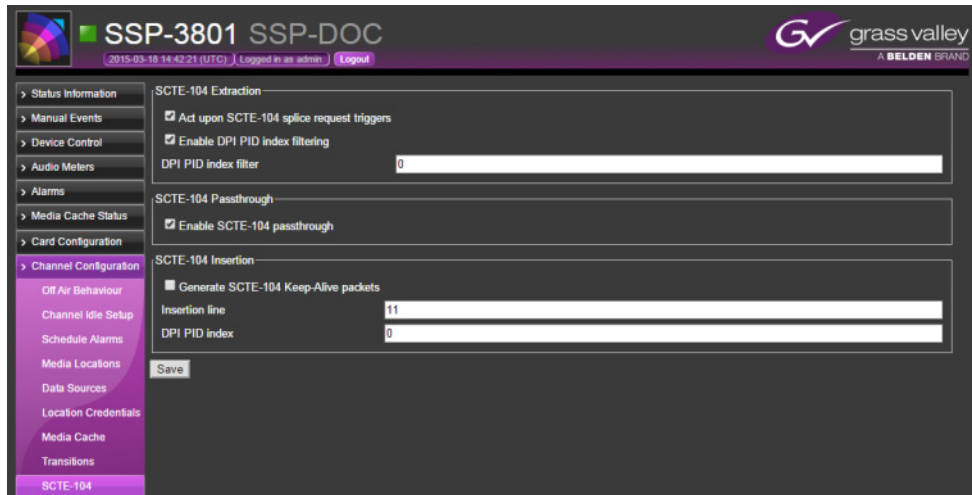 SSP-3801 SSP-DOC
2015-03-18 14:42:21 (UTC) Logged in as admin Logout
GV grassvalley
A BELDEN BRAND
> Status Information
> Manual Events
> Device Control
> Audio Meters
> Alarms
> Media Cache Status
> Card Configuration
> Channel Configuration
Off Air Behaviour
Channel Idle Setup
Schedule Alarms
Media Locations
Data Sources
Location Credentials
Media Cache
Transitions
SCTE-104
SCTE-104 Extraction
Act upon SCTE-104 splice request triggers
Enable DPI PID index filtering
DPI PID index filter 0
SCTE-104 Passthrough
Enable SCTE-104 passthrough
SCTE-104 Insertion
Generate SCTE-104 Keep-Alive packets
Insertion line 11
DPI PID index 0
Save